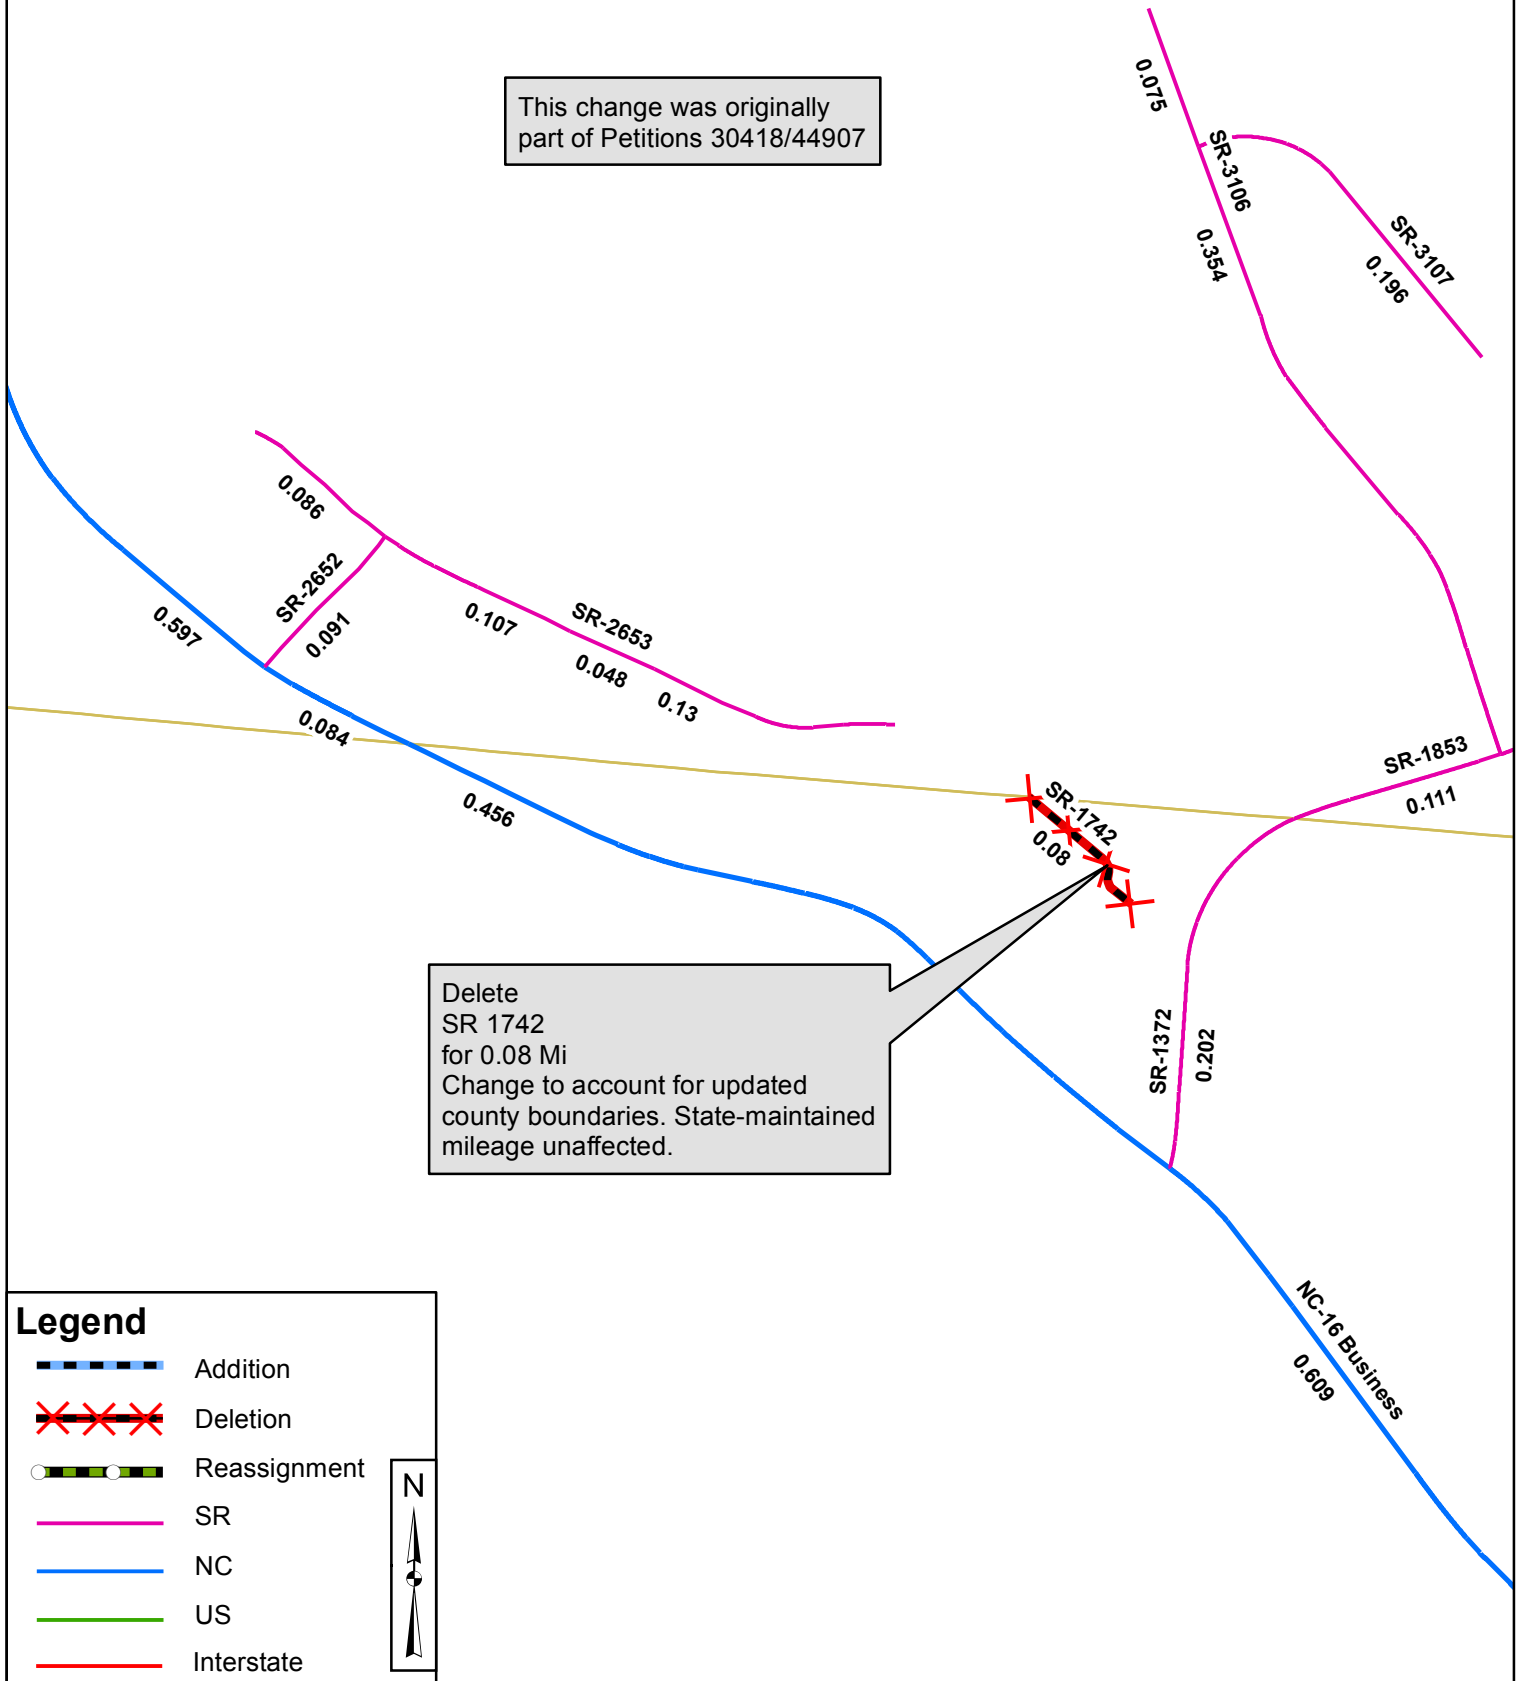 This change was originally
part of Petitions 30418/44907
0.075
SR-3106
0.354
SR-3107
0.196
0.086
SR-2652
0.091
0.597
0.107
SR-2653
0.048
0.13
0.084
0.456
SR-1742
0.08
SR-1853
0.111
Delete
SR 1742
for 0.08 Mi
Change to account for updated
county boundaries. State-maintained
mileage unaffected.
SR-1372
0.202
NC-16 Business
0.609
Legend
Addition
Deletion
Reassignment
SR
NC
US
Interstate
N